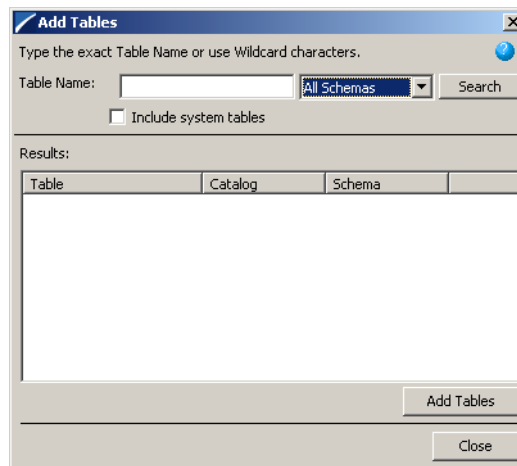 Add Tables
Type the exact Table Name or use Wildcard characters.
Table Name: All Schemas Search
Include system tables
Results:
Table Catalog Schema
Add Tables
Close